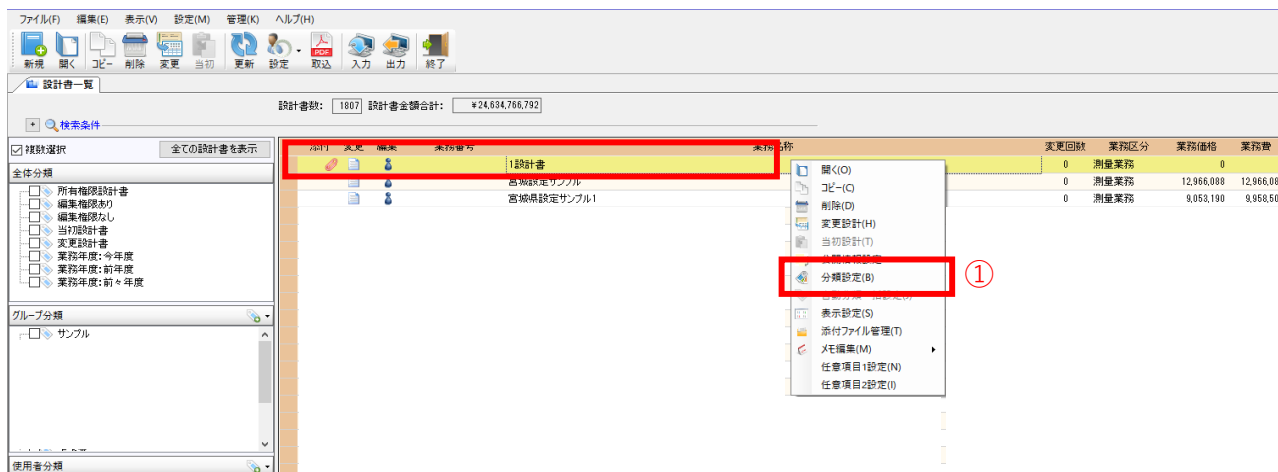 ファイル(F) 編集(E) 表示(V) 設定(M) 管理(K) ヘルプ(H)
新規 開く コピー 削除 変更 当初 更新 設定 取込 入力 出力 終了
設計書一覧
設計書数: 1807 設計書金額合計: ¥24,634,766,792
検索条件
複数選択 全ての設計書を表示
添付 変更 編集 業務番号 業務名称 変更回数 業務区分 業務価格 業務費
1設計書 0 測量業務 0
宮城設定サンプル 0 測量業務 12,966,088 12,966,08
宮城県設定サンプル1 0 測量業務 9,053,190 9,958,50
全体分類
所有権限設計書
編集権限あり
編集権限なし
当初設計書
変更設計書
業務年度:今年度
業務年度:前年度
業務年度:前々年度
グループ分類
サンプル
使用者分類
開く(O)
コピー(C)
削除(D)
変更設計(H)
当初設計(T)
公開情報設定
分類設定(B)
①
表示設定(S)
添付ファイル管理(T)
メモ編集(M)
任意項目1設定(N)
任意項目2設定(I)